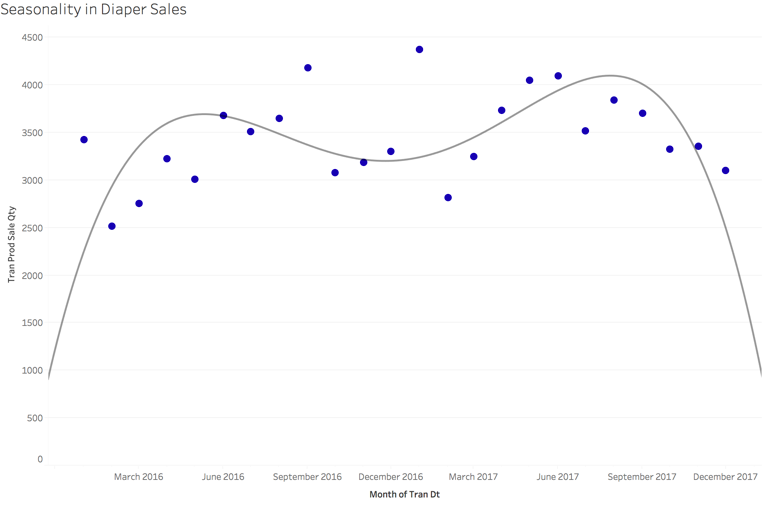 Seasonality in Diaper Sales
4500
4000
3500
3000
2500
2000
1500
1000
500
0
Tran Prod Sale Qty
March 2016
June 2016
September 2016
December 2016
March 2017
June 2017
September 2017
December 2017
Month of Tran Dt